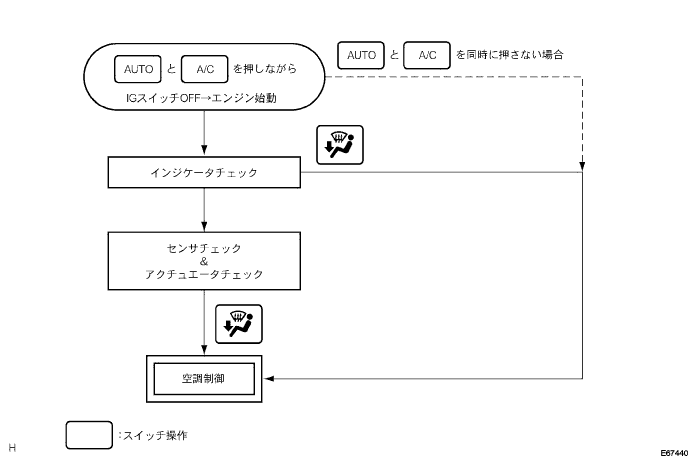 AUTO と A/C を同時に押さない場合
AUTO と A/C を押しながら
IGスイッチOFF→エンジン始動
インジケータチェック
センサチェック
&
アクチュエータチェック
空調制御
:スイッチ操作
H
E67440